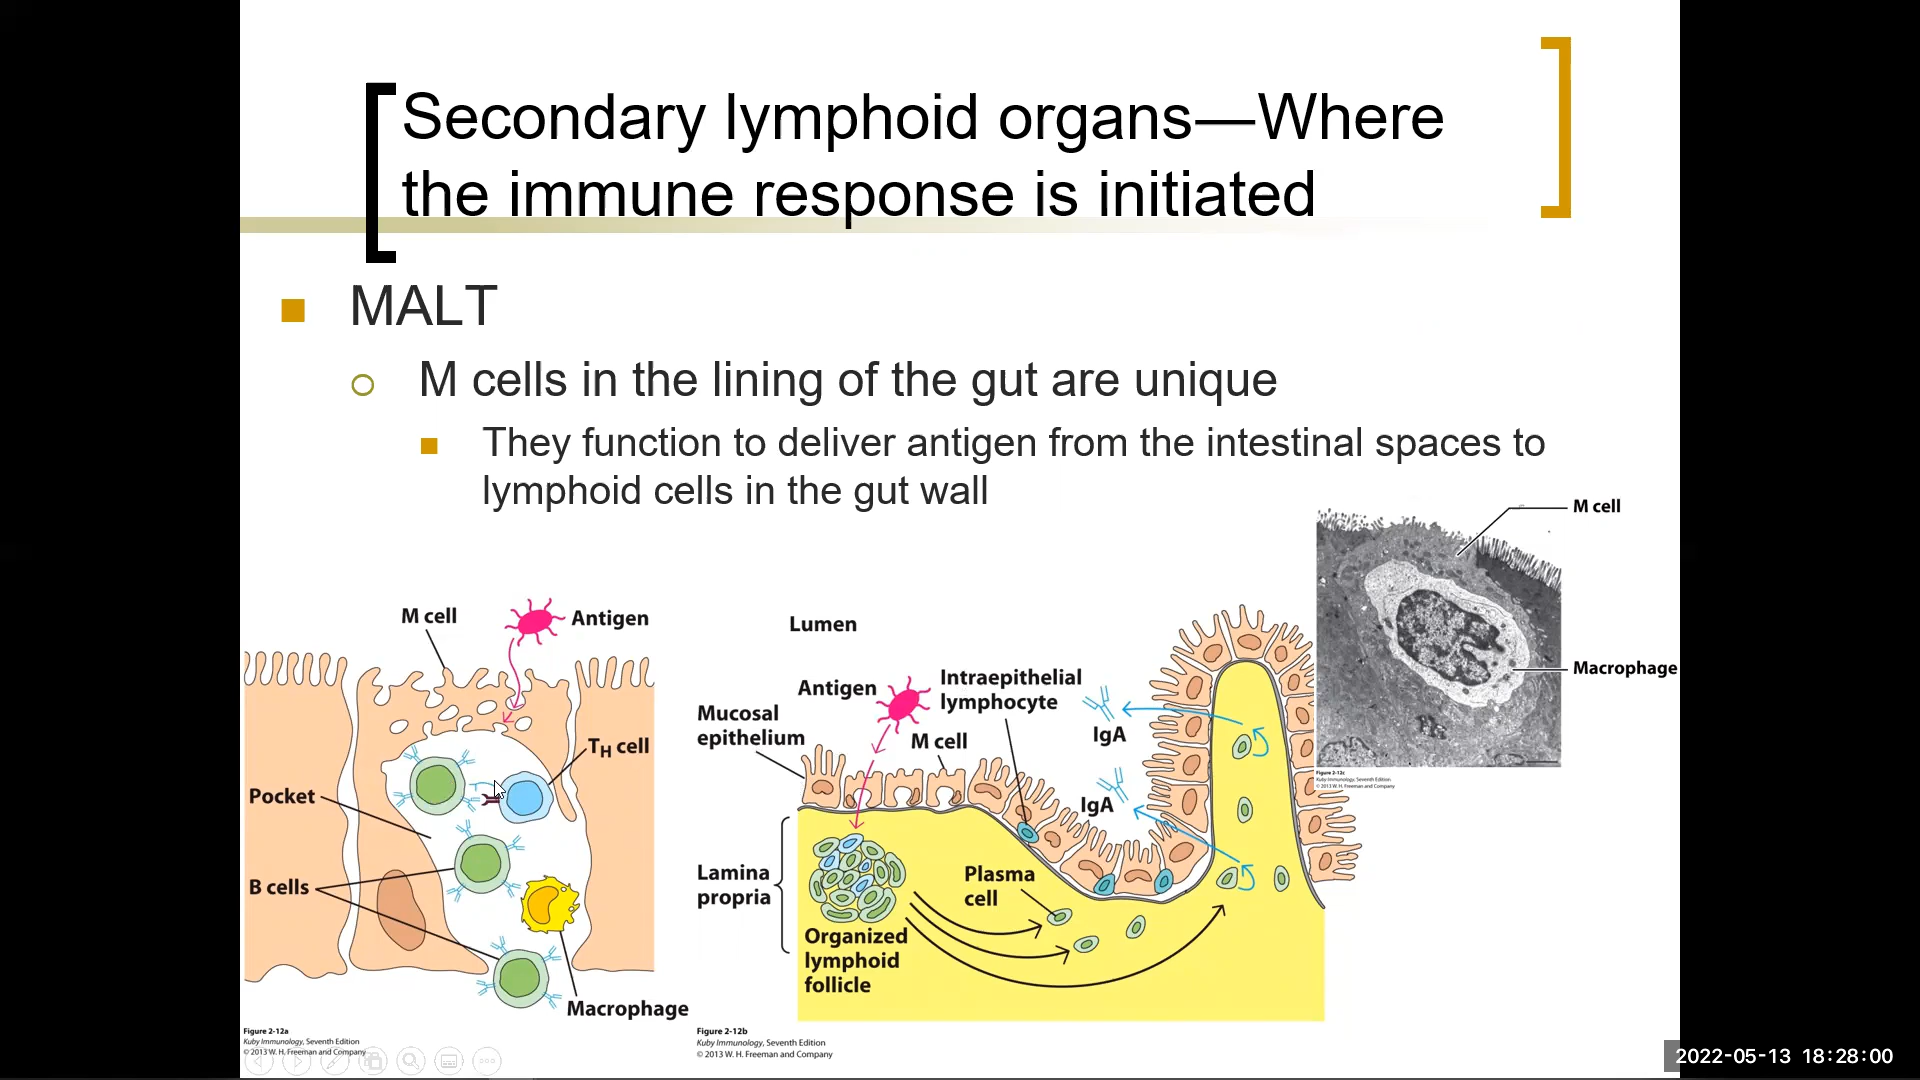 Secondary lymphoid organs—Where
the immune response is initiated
MALT
M cells in the lining of the gut are unique
They function to deliver antigen from the intestinal spaces to
lymphoid cells in the gut wall
M cell
Antigen
TH cell
Pocket
B cells
Macrophage
Figure 2-12a
Kuby Immunology, Seventh Edition
© 2013 W. H. Freeman and Company
Lumen
Antigen
Intraepithelial
lymphocyte
Mucosal
epithelium
M cell
IgA
IgA
Lamina
propria
Plasma
cell
Organized
lymphoid
follicle
Figure 2-12b
Kuby Immunology, Seventh Edition
© 2013 W. H. Freeman and Company
M cell
Macrophage
Figure 2-12c
Kuby Immunology, Seventh Edition
© 2013 W. H. Freeman and Company
2022-05-13 18:28:00